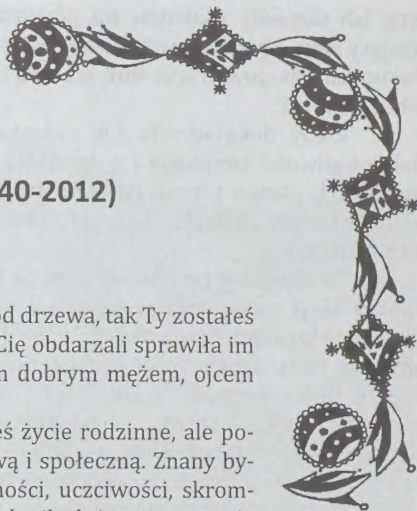 40-2012)
od drzewa, tak Ty zostałeś
Cię obdarzali sprawiła im
m dobrym mężem, ojcem
eś życie rodzinne, ale po-
wą i społeczną. Znany by-
ności, uczciwości, skrom-